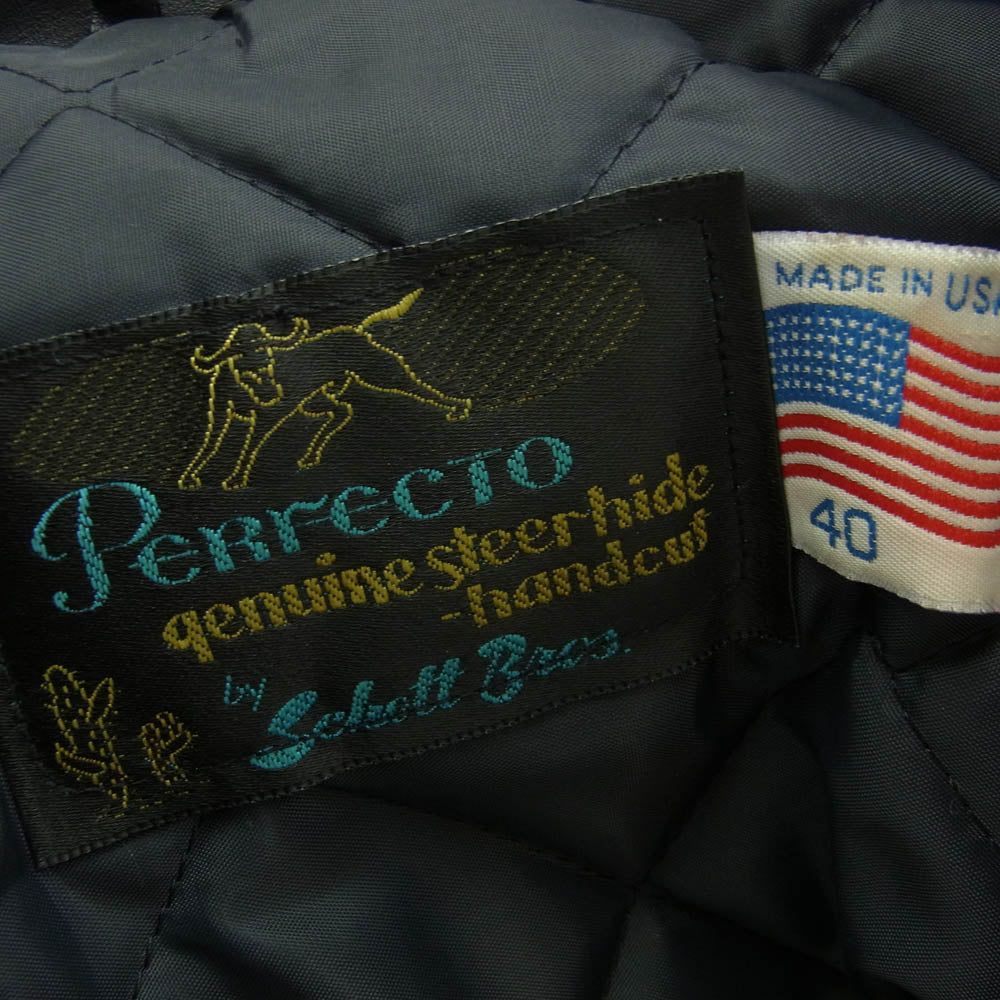 PERFECTO
genuine steerhide
-handcut
by Schott Bros.
MADE IN USA
40